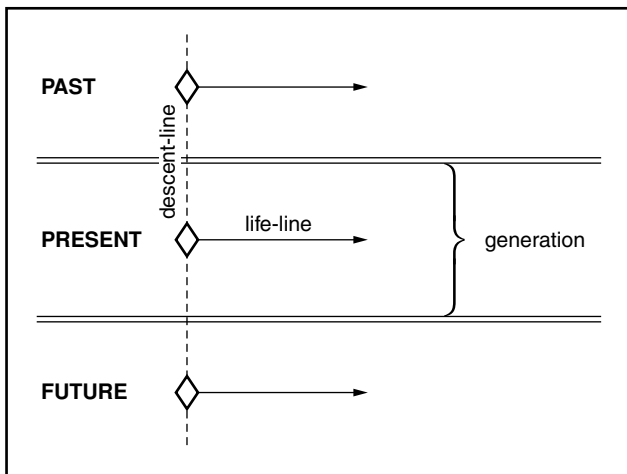 PAST
descent-line
life-line
PRESENT
generation
FUTURE